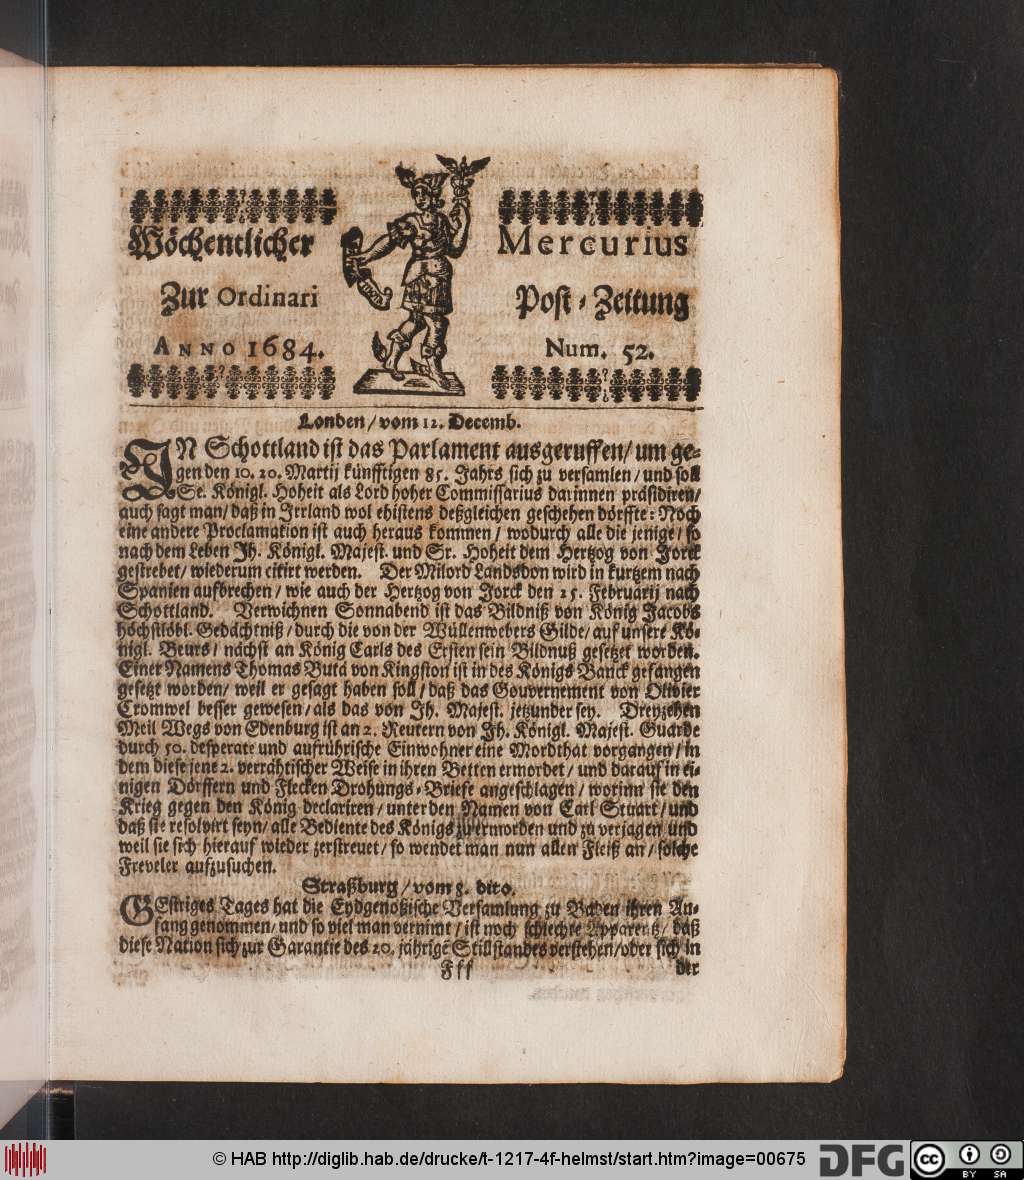 Wöchentlicher Mercurius
Zur Ordinari Post-Zeitung
ANNO 1684. Num. 52.
Londen/ vom 12. Decemb.
IN Schottland ist das Parlament ausgeruffen/ um ge-
gen den 10. 20. Martij künfftigen 85. Jahrs sich zu versamlen/ und soll
Se. Königl. Hoheit als Lord hoher Commissarius darinnen präsidiren/
auch sagt man/ daß in Jrrland wol ehistens deßgleichen geschehen dörffte: Noch
eine andere Proclamation ist auch heraus kommen/ wodurch alle die jenige/ so
nach dem Leben Jh. Königl. Majest. und Sr. Hoheit dem Hertzog von Jorck
gestrebet/ wiederum citirt werden. Der Milord Landsdon wird in kurtzem nach
Spanien aufbrechen/ wie auch der Hertzog von Jorck den 25. Februarij nach
Schottland. Verwichnen Sonnabend ist das Bildniß von König Jacobs
höchstlöbl. Gedächtniß/ durch die von der Wüllenwebers Gilde/ auf unsere Kö-
nigl. Beurs/ nächst an König Carls des Ersten sein Bildnuß gesetzet worden.
Einer Namens Thomas Buta von Kingston ist in des Königs Banck gefangen
gesetzt worden/ weil er gesagt haben soll/ daß das Gouvernement von Olivier
Cromwel besser gewesen/ als das von Jh. Majest. jetzunder sey. Dreyzehen
Meil Wegs von Edenburg ist an 2. Reutern von Jh. Königl. Majest. Guarde
durch 50. desperate und aufrührische Einwohner eine Mordthat vorgangen/ in
dem diese jene 2. verrähtischer Weise in ihren Betten ermordet/ und darauf in ei-
nigen Dörffern und Flecken Drohungs-Briefe angeschlagen/ worinn sie den
Krieg gegen den König declariren/ unter den Namen von Carl Stuart/ und
daß sie resolvirt seyn/ alle Bediente des Königs zu ermorden und zu verjagen und
weil sie sich hierauf wieder zerstreuet/ so wendet man nun allen Fleiß an/ solche
Freveler aufzusuchen.
Straßburg/ vom 8. dito.
GEstriges Tages hat die Eydgenoßische Versamlung zu Baden ihren An-
fang genommen/ und so viel man vernimt/ ist noch schlechte Apparentz/ daß
diese Nation sich zur Garantie des 20. jährigē Stillstandes verstehen/ oder sich in
Fff der
© HAB http://diglib.hab.de/drucke/t-1217-4f-helmst/start.htm?image=00675
DFG
cc BY SA